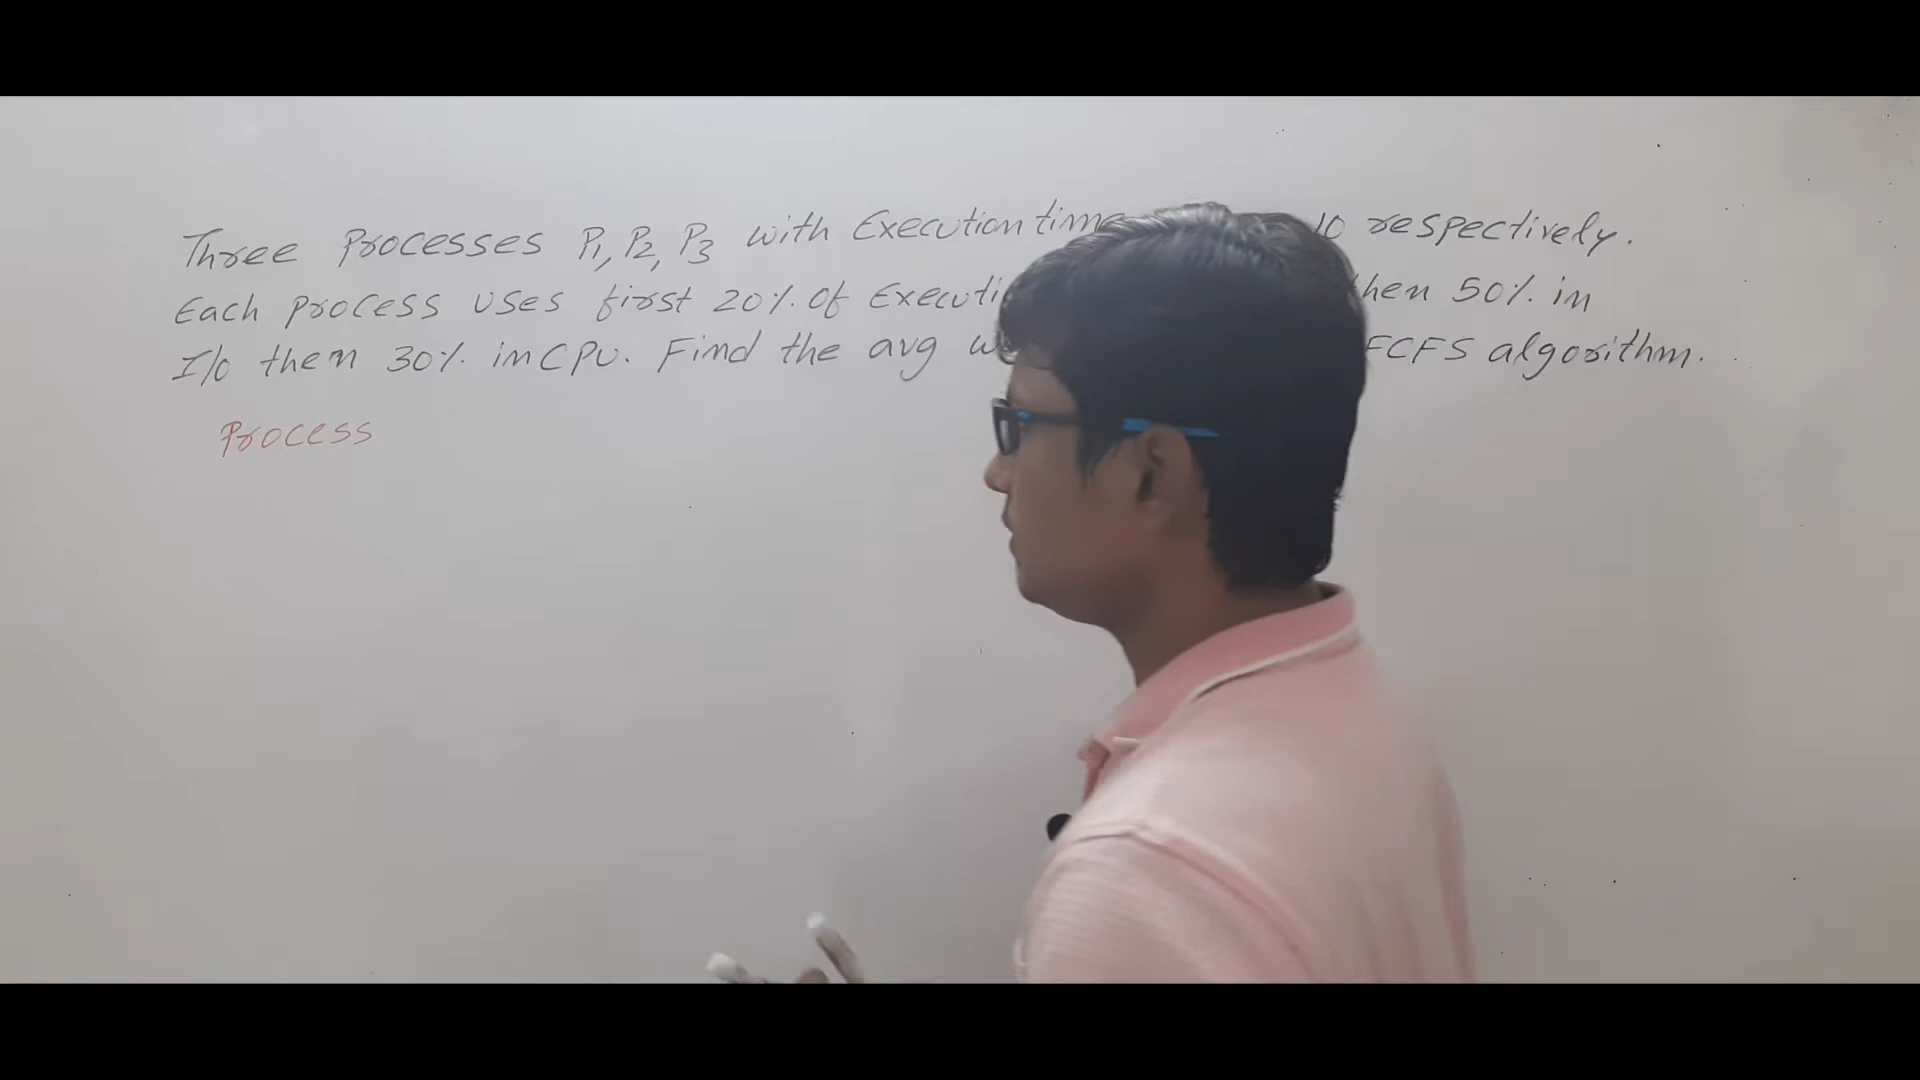 Three Processes P1, P2, P3 with Execution time 10 respectively.
Each process uses first 20% of Executi then 50% in
I/o then 30% in CPU. Find the avg w FCFS algorithm.
Process